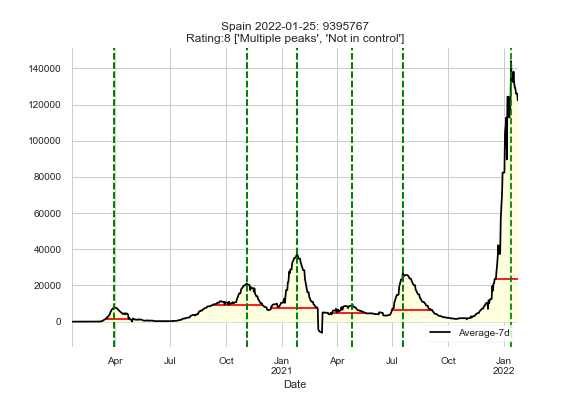 Spain 2022-01-25: 9395767
Rating:8 ['Multiple peaks', 'Not in control']
140000
120000
100000
80000
60000
40000
20000
0
Average-7d
Apr Jul Oct Jan Apr Jul Oct Jan
2021 2022
Date